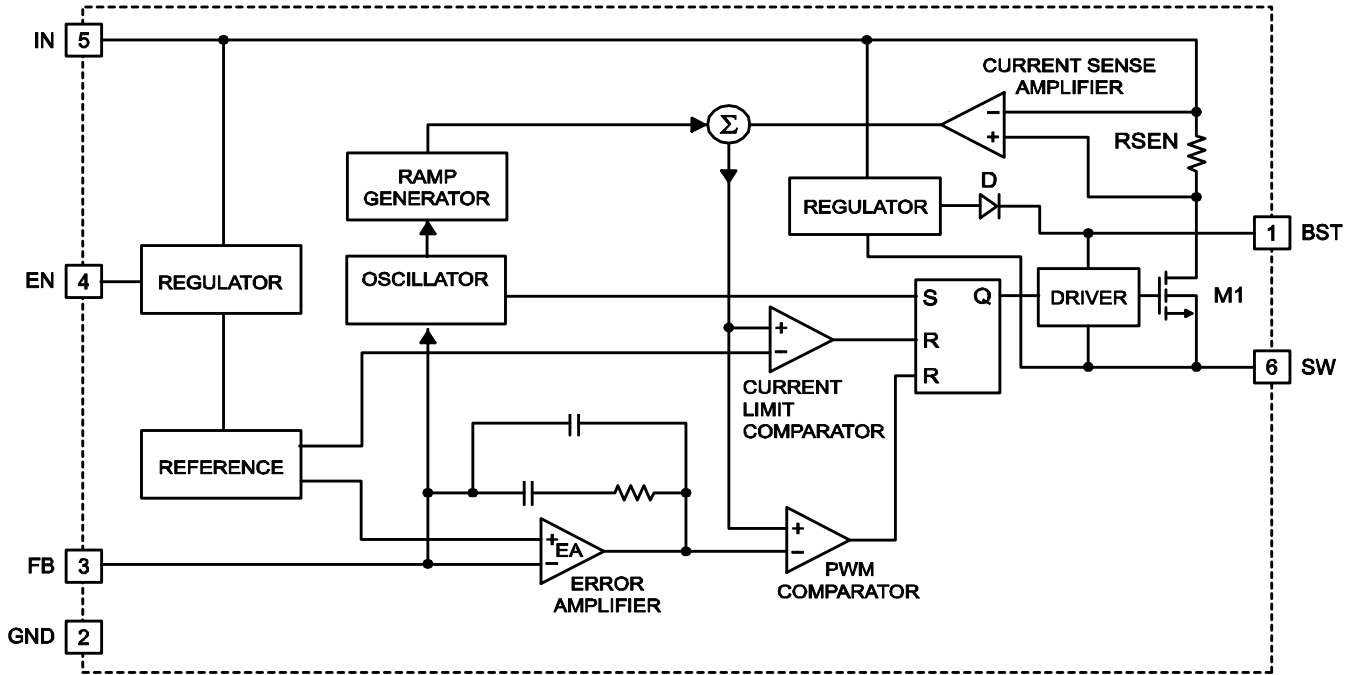 IN 5
CURRENT SENSE
AMPLIFIER
−
+
Σ
RSEN
RAMP
GENERATOR
D
REGULATOR
1 BST
EN 4
REGULATOR
OSCILLATOR
S Q
DRIVER
M1
+
−
R
R
6 SW
CURRENT
LIMIT
COMPARATOR
REFERENCE
+
−
EA
ERROR
AMPLIFIER
+
−
PWM
COMPARATOR
FB 3
GND 2